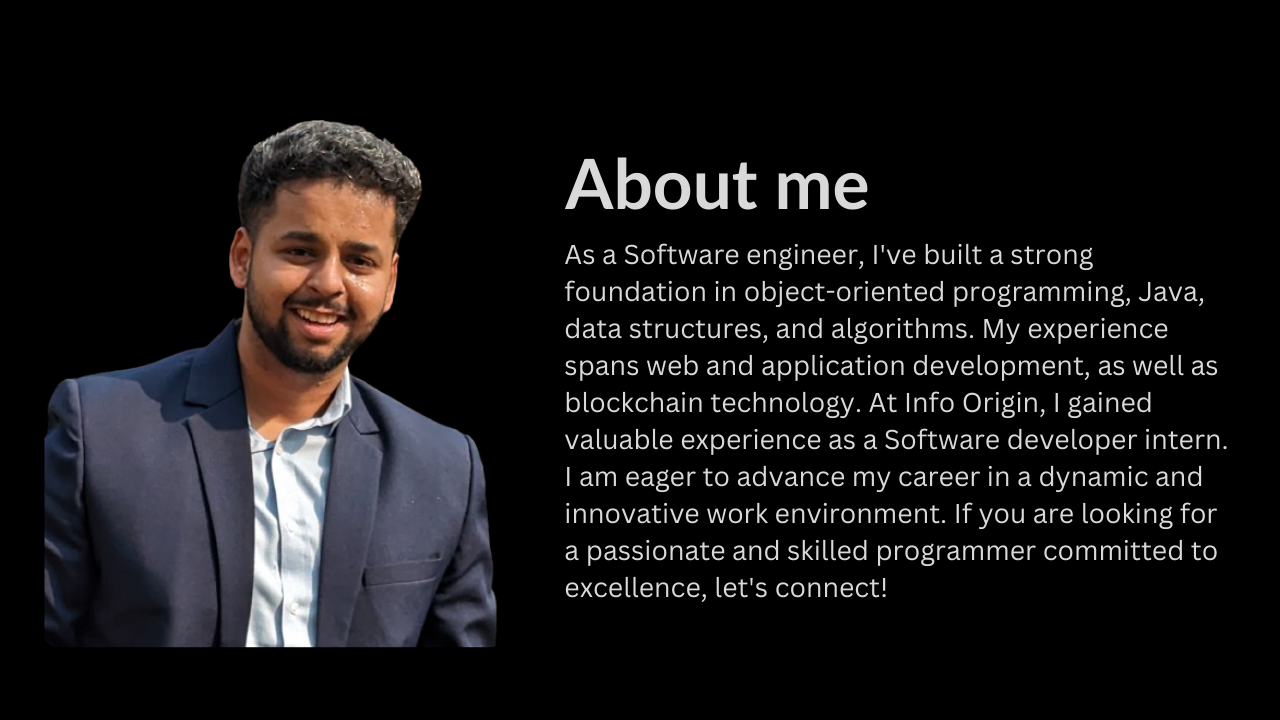 About me
As a Software engineer, I've built a strong
foundation in object-oriented programming, Java,
data structures, and algorithms. My experience
spans web and application development, as well as
blockchain technology. At Info Origin, I gained
valuable experience as a Software developer intern.
I am eager to advance my career in a dynamic and
innovative work environment. If you are looking for
a passionate and skilled programmer committed to
excellence, let's connect!